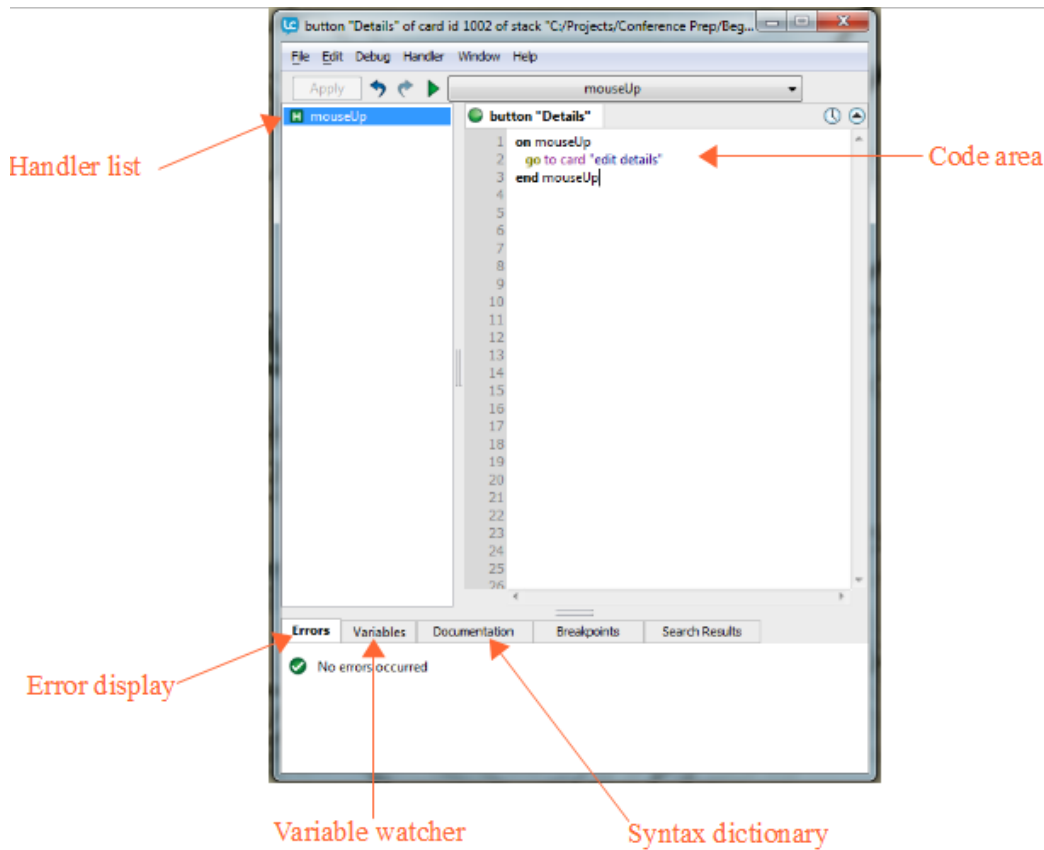 button "Details" of card id 1002 of stack "C:/Projects/Conference Prep/Beg...
File Edit Debug Handler Window Help
Apply mouseUp
mouseUp
button "Details"
1 on mouseUp
2 go to card "edit details"
3 end mouseUp
4
5
6
7
8
9
10
11
12
13
14
15
16
17
18
19
20
21
22
23
24
25
26
Handler list
Code area
Errors Variables Documentation Breakpoints Search Results
No errors occurred
Error display
Variable watcher
Syntax dictionary